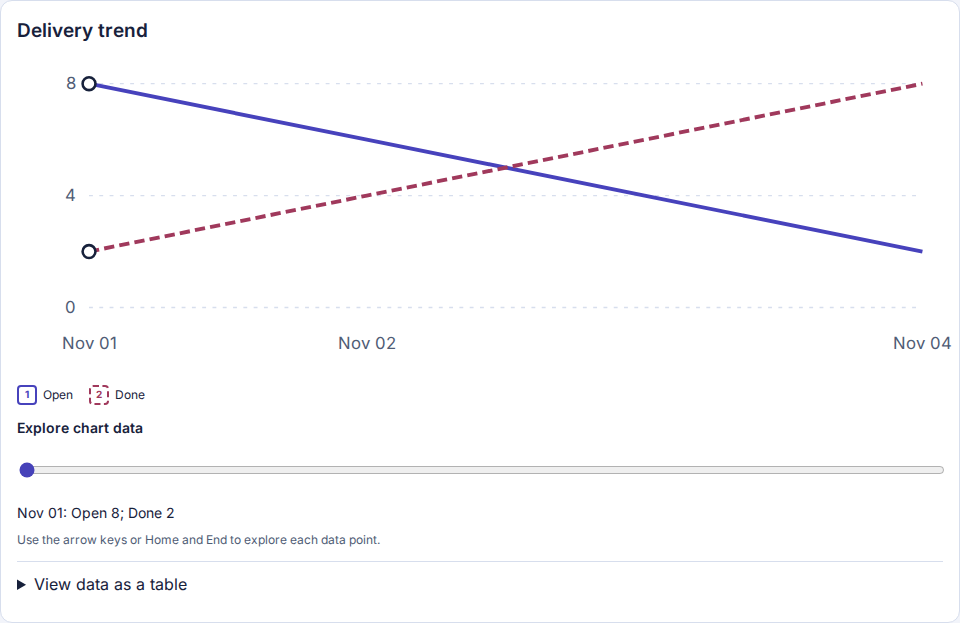 Delivery trend
8
4
0
Nov 01 Nov 02 Nov 04
1 Open 2 Done
Explore chart data
Nov 01: Open 8; Done 2
Use the arrow keys or Home and End to explore each data point.
View data as a table